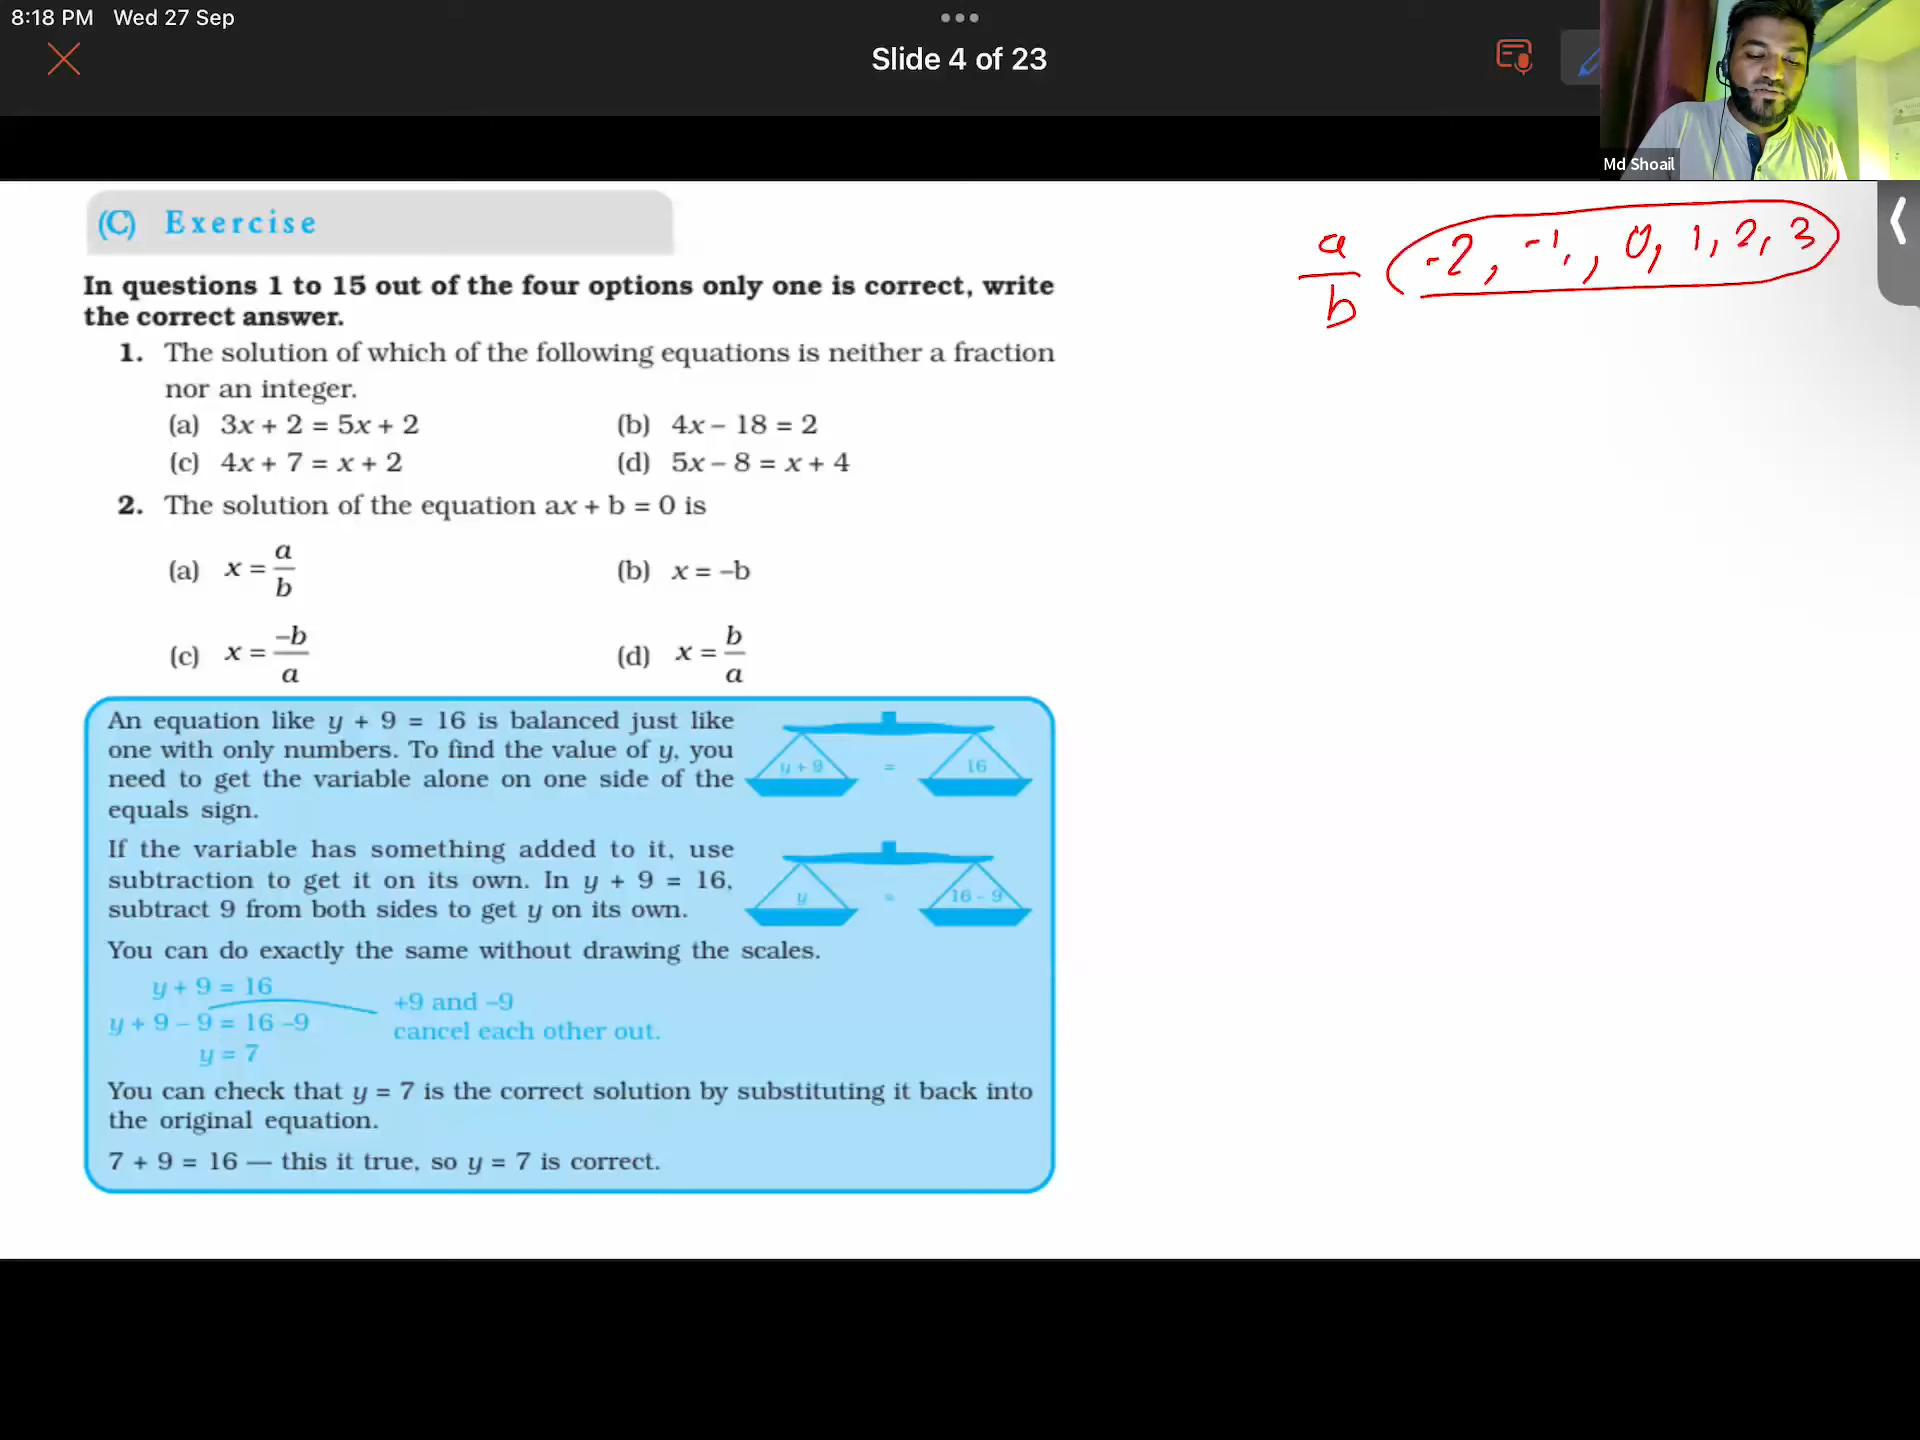 8:18 PM Wed 27 Sep
Slide 4 of 23
Md Shoail
(C) Exercise
a/b -2, -1, , 0, 1, 2, 3
In questions 1 to 15 out of the four options only one is correct, write
the correct answer.
1. The solution of which of the following equations is neither a fraction
nor an integer.
(a) 3x + 2 = 5x + 2 (b) 4x – 18 = 2
(c) 4x + 7 = x + 2 (d) 5x – 8 = x + 4
2. The solution of the equation ax + b = 0 is
(a) x = a/b (b) x = –b
(c) x = –b/a (d) x = b/a
An equation like y + 9 = 16 is balanced just like
one with only numbers. To find the value of y, you
need to get the variable alone on one side of the
equals sign.
y + 9 = 16
If the variable has something added to it, use
subtraction to get it on its own. In y + 9 = 16,
subtract 9 from both sides to get y on its own.
y = 16 – 9
You can do exactly the same without drawing the scales.
y + 9 = 16
y + 9 – 9 = 16 –9
y = 7
+9 and –9
cancel each other out.
You can check that y = 7 is the correct solution by substituting it back into
the original equation.
7 + 9 = 16 — this it true, so y = 7 is correct.